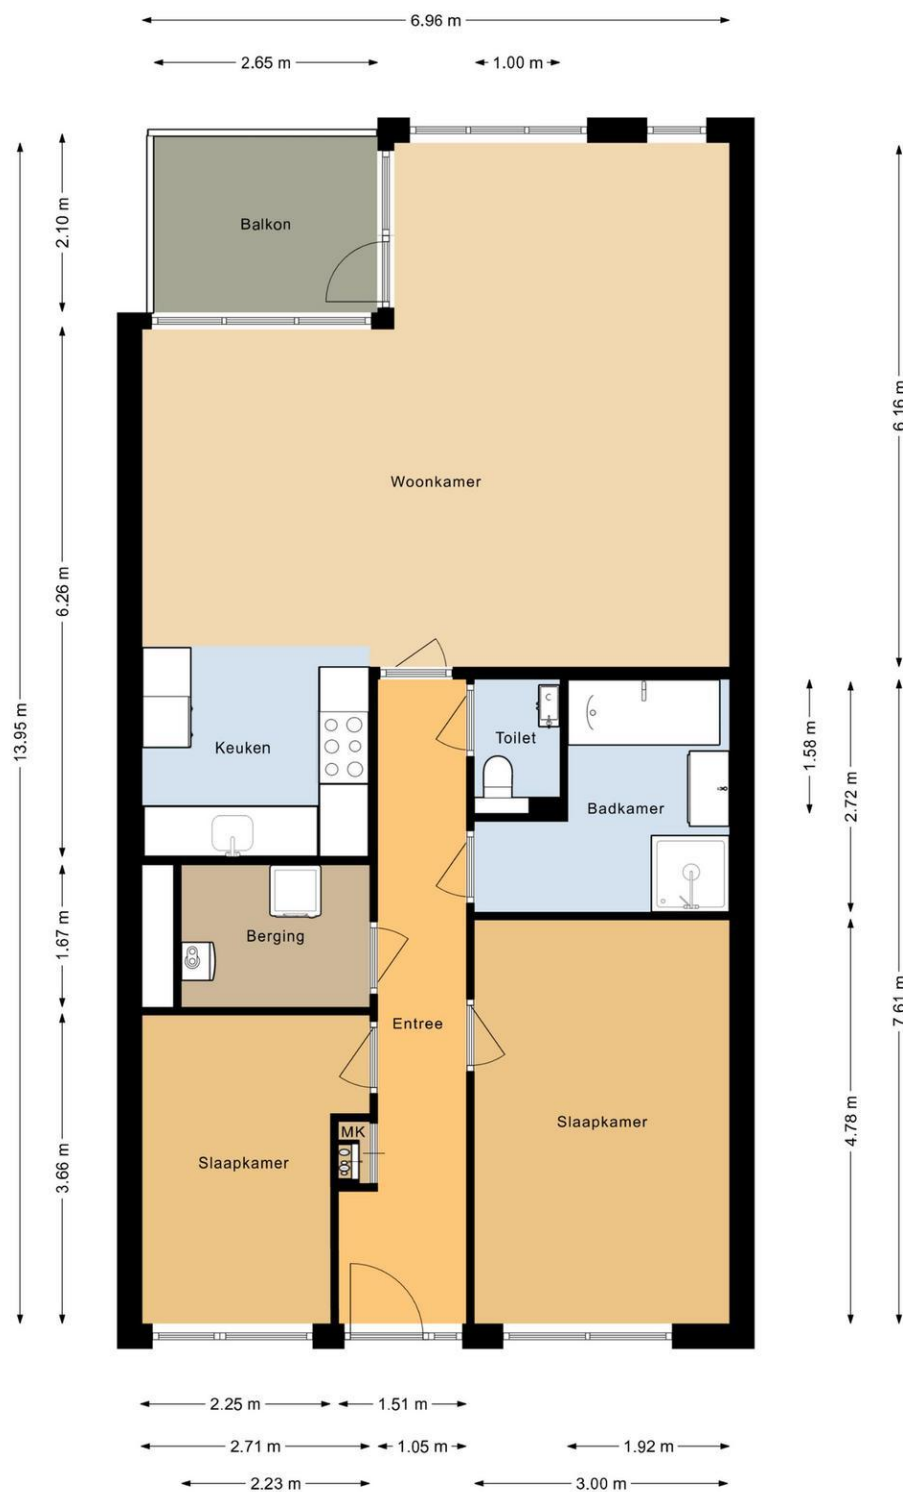 6.96 m
2.65 m
1.00 m
Balkon
2.10 m
6.16 m
Woonkamer
6.26 m
13.95 m
Toilet
Keuken
1.58 m
Badkamer
2.72 m
Berging
1.67 m
Entree
7.61 m
Slaapkamer
4.78 m
MK
Slaapkamer
3.66 m
2.25 m
1.51 m
2.71 m
1.05 m
1.92 m
2.23 m
3.00 m